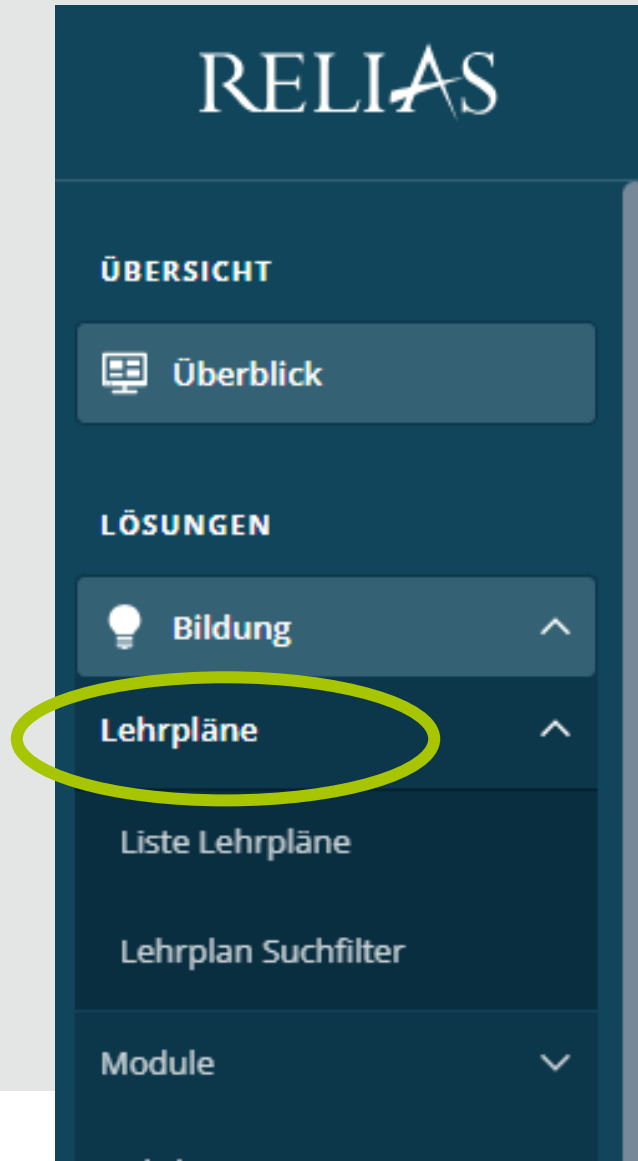 RELIAS
ÜBERSICHT
Überblick
LÖSUNGEN
Bildung
Lehrpläne
Liste Lehrpläne
Lehrplan Suchfilter
Module